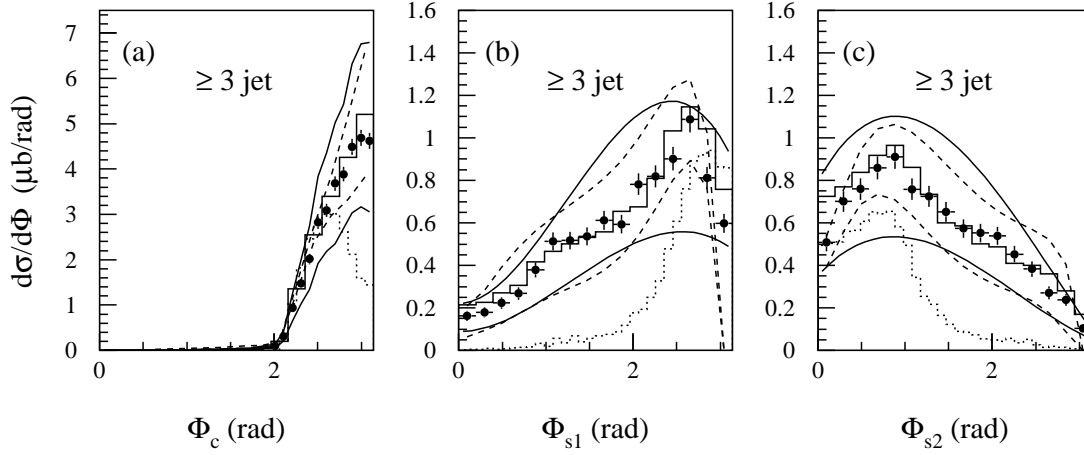 dσ/dΦ (μb/rad)
(a)
≥ 3 jet
7
6
5
4
3
2
1
0
0 2
Φc (rad)
(b)
≥ 3 jet
1.6
1.4
1.2
1
0.8
0.6
0.4
0.2
0
0 2
Φs1 (rad)
(c)
≥ 3 jet
1.6
1.4
1.2
1
0.8
0.6
0.4
0.2
0
0 2
Φs2 (rad)